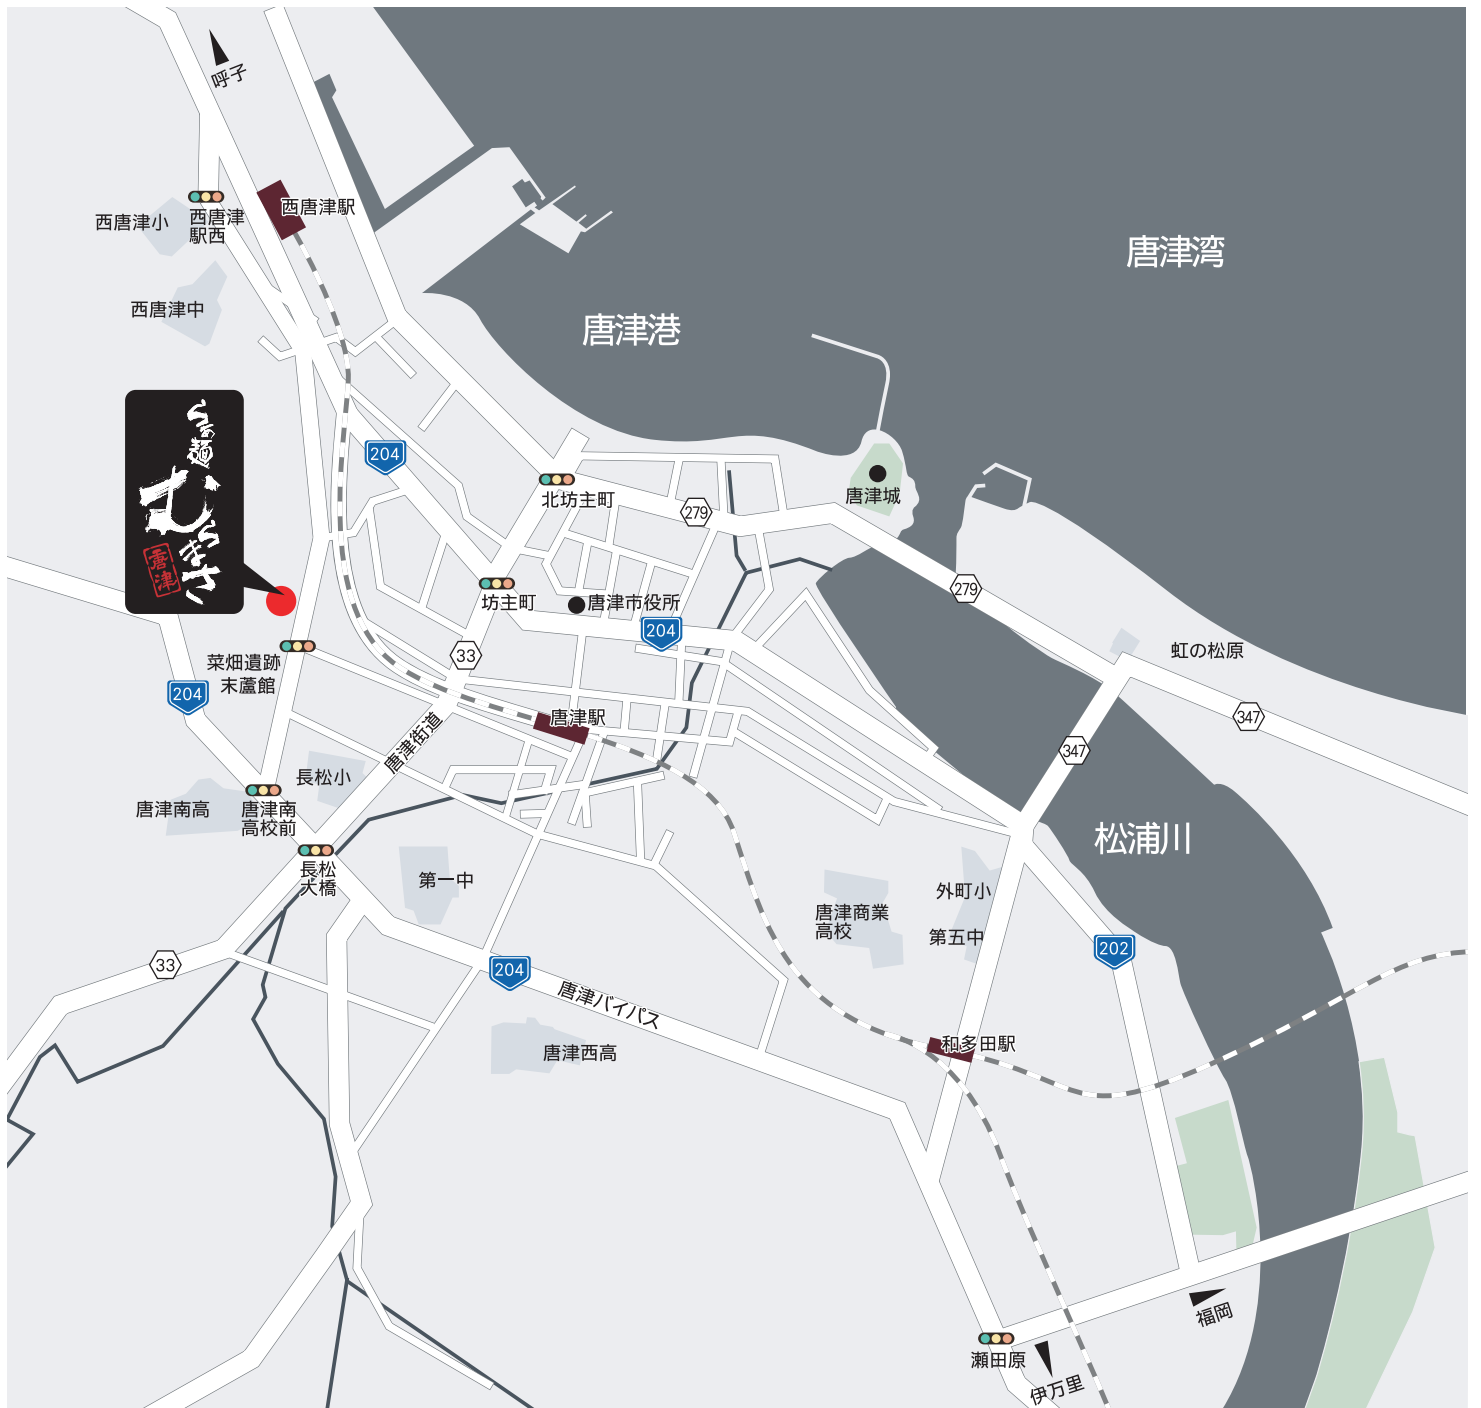 呼子
西唐津小
西唐津
駅西
西唐津駅
唐津湾
西唐津中
唐津港
らぁ麺
むらまさ
唐津
204
北坊主町
279
唐津城
坊主町
唐津市役所
279
204
33
菜畑遺跡
末蘆館
虹の松原
204
唐津駅
347
唐津街道
347
長松小
唐津南高
唐津南
高校前
松浦川
長松
大橋
第一中
外町小
唐津商業
高校
第五中
202
33
204
唐津バイパス
唐津西高
和多田駅
福岡
瀬田原
伊万里